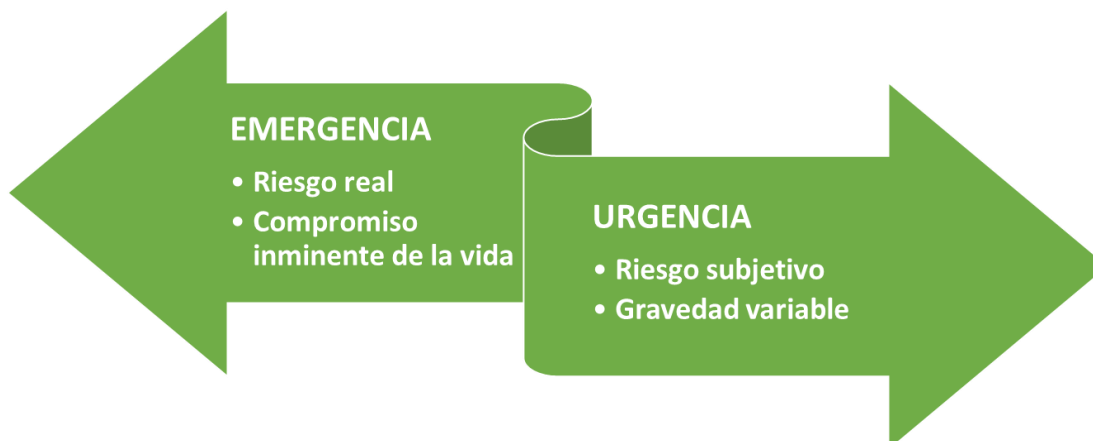 EMERGENCIA
• Riesgo real
• Compromiso
inminente de la vida
URGENCIA
• Riesgo subjetivo
• Gravedad variable